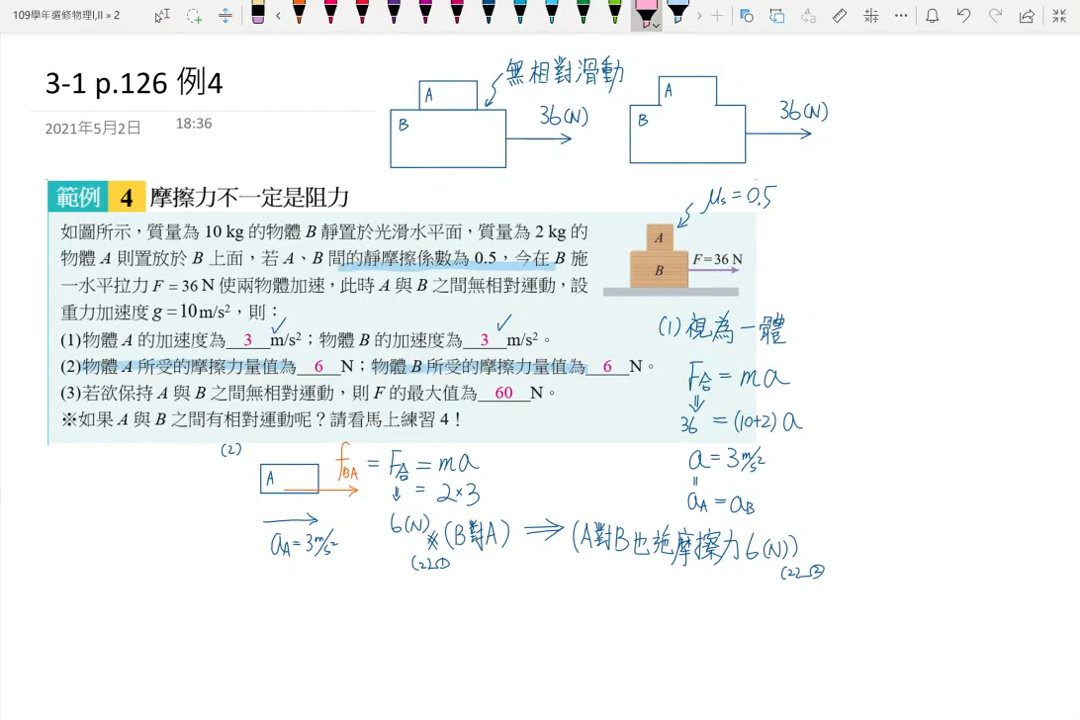 109學年選修物理I,II » 2
3-1 p.126 例4
2021年5月2日 18:36
無相對滑動
A
B
36(N)
A
B
36(N)
範例 4 摩擦力不一定是阻力
如圖所示，質量為 10 kg 的物體 B 靜置於光滑水平面，質量為 2 kg 的
物體 A 則置放於 B 上面，若 A、B 間的靜摩擦係數為 0.5，今在 B 施
一水平拉力 F = 36 N 使兩物體加速，此時 A 與 B 之間無相對運動，設
重力加速度 g = 10 m/s²，則：
(1)物體 A 的加速度為 3 m/s²；物體 B 的加速度為 3 m/s²。
(2)物體 A 所受的摩擦力量值為 6 N；物體 B 所受的摩擦力量值為 6 N。
(3)若欲保持 A 與 B 之間無相對運動，則 F 的最大值為 60 N。
※如果 A 與 B 之間有相對運動呢？請看馬上練習 4！
μs = 0.5
A
B
F = 36 N
(1)視為一體
F合 = ma
⇓
36 = (10+2)a
a = 3 m/s²
=
aA = aB
(2)
A
fBA = F合 = ma
⇓ = 2×3
6(N)
aA = 3 m/s²
※(B對A) ⟹ (A對B也施摩擦力6(N))
(2)①
(2)②